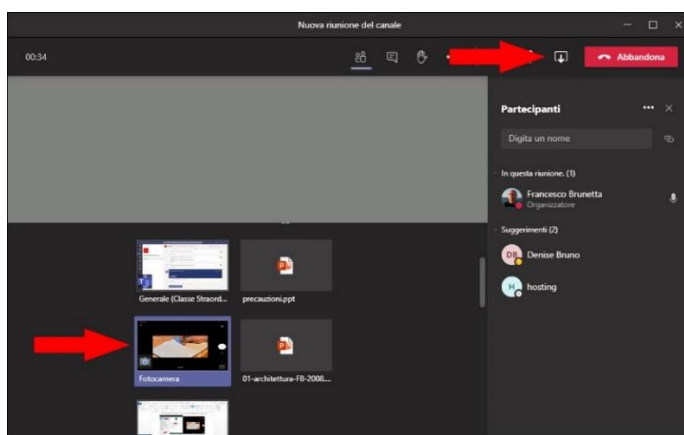 Nuova riunione del canale
00:34
Abbandona
Partecipanti
Digita un nome
In questa riunione. (1)
Francesco Brunetta
Organizzatore
Suggerimenti (2)
DB
Denise Bruno
H
hosting
Generale (Classe Straord...
precauzioni.ppt
Fotocamera
01-architettura-FB-2008....